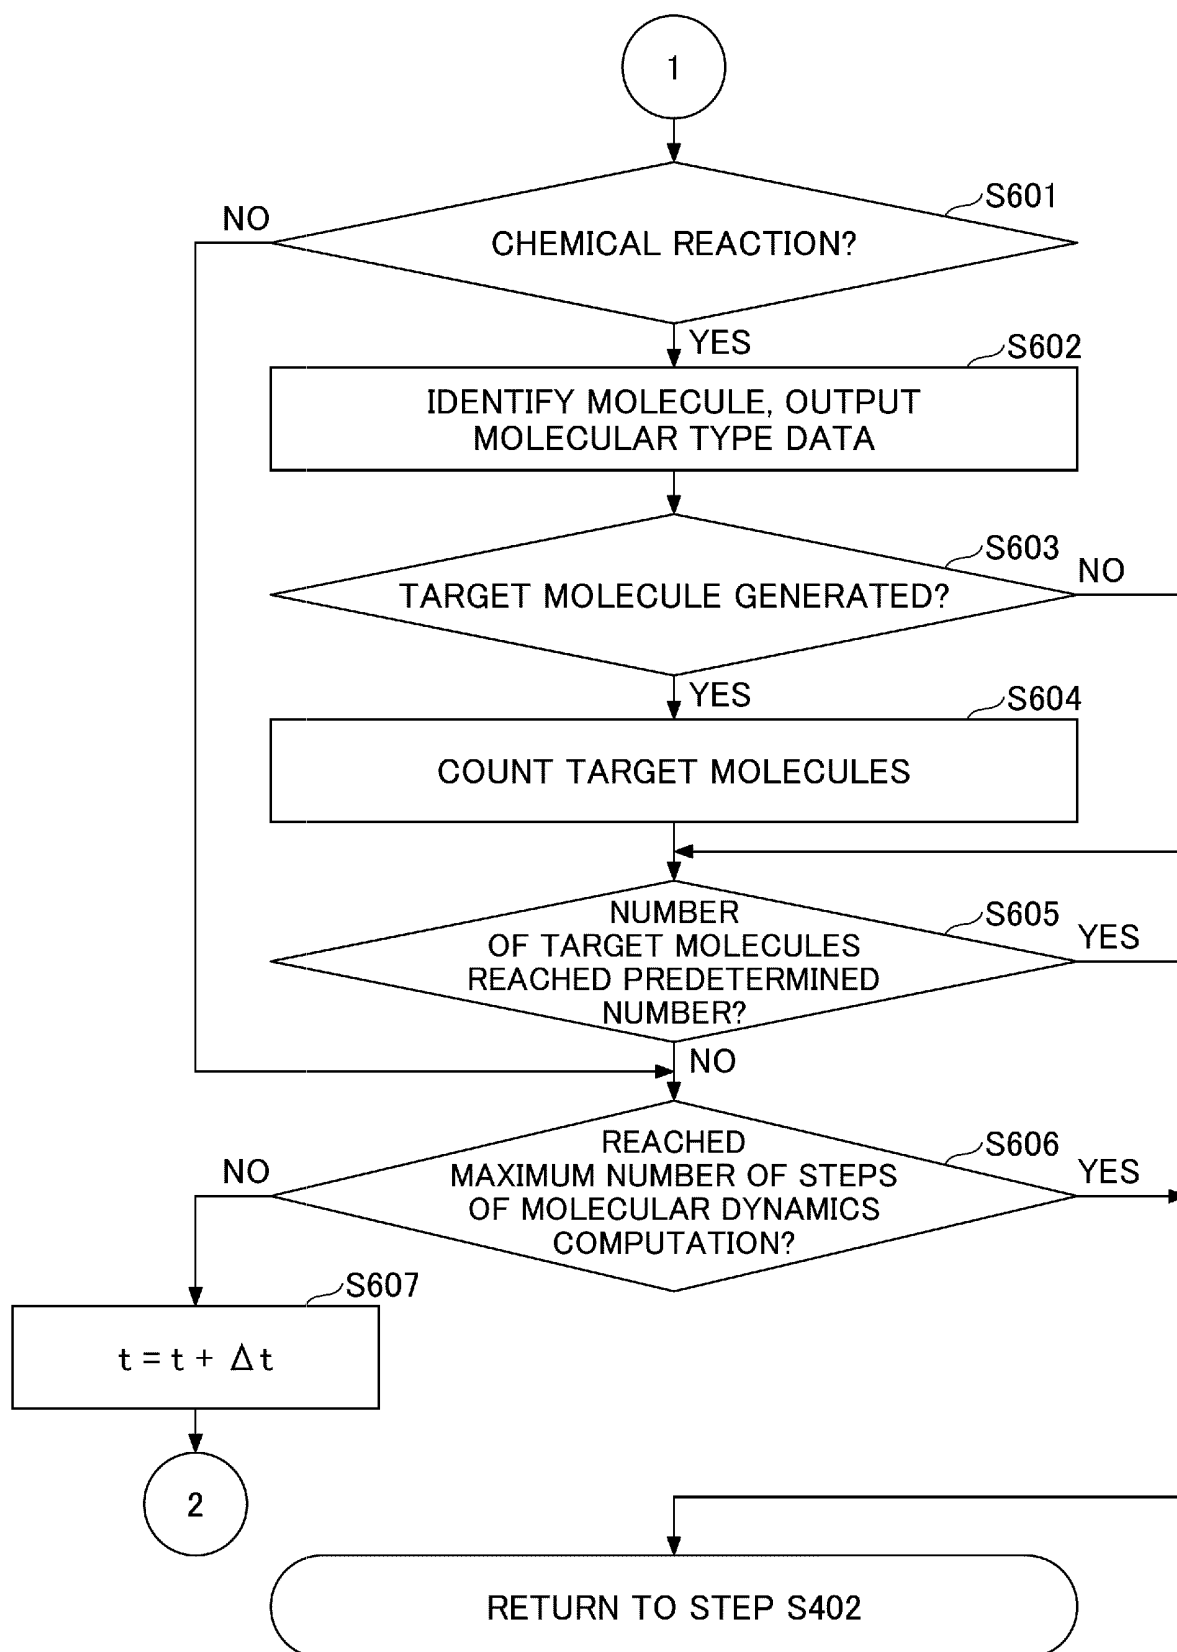 1
S601
NO
CHEMICAL REACTION?
YES
S602
IDENTIFY MOLECULE, OUTPUT
MOLECULAR TYPE DATA
S603
NO
TARGET MOLECULE GENERATED?
YES
S604
COUNT TARGET MOLECULES
S605
YES
NUMBER
OF TARGET MOLECULES
REACHED PREDETERMINED
NUMBER?
NO
S606
NO
YES
REACHED
MAXIMUM NUMBER OF STEPS
OF MOLECULAR DYNAMICS
COMPUTATION?
S607
t = t + Δt
2
RETURN TO STEP S402